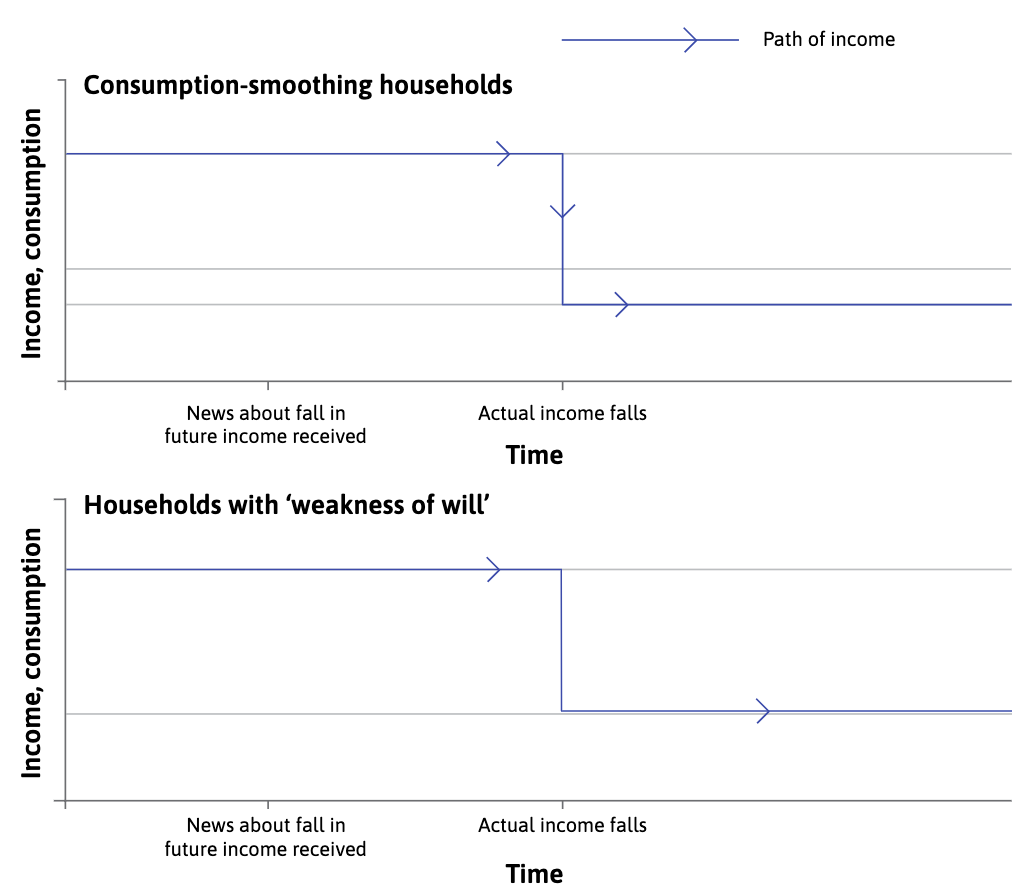 Path of income
Consumption-smoothing households
Income, consumption
News about fall in
future income received
Actual income falls
Time
Households with ‘weakness of will’
Income, consumption
News about fall in
future income received
Actual income falls
Time